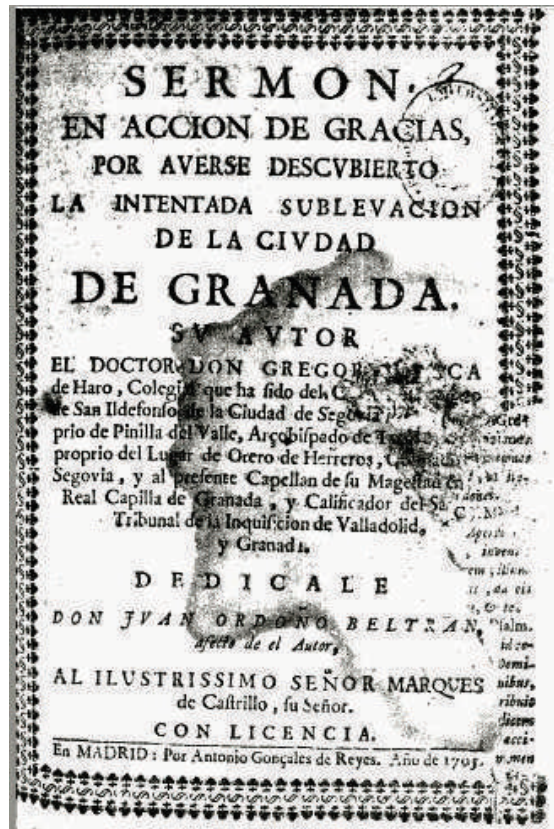 SERMON.
EN ACCION DE GRACIAS,
POR AVERSE DESCVBIERTO
LA INTENTADA SUBLEVACION
DE LA CIVDAD
DE GRANADA.
SV AVTOR
EL DOCTOR DON
de Haro, Colegial que ha sido del
de San Ildefonso de la Ciudad de
prio de Pinilla del Valle, Arçobispado de
proprio del Lugar de Otero de Herreros,
Segovia, y al presente Capellan de su Magestad en
Real Capilla de Granada, y Calificador del
Tribunal de la Inquisicion de Valladolid,
y Granada.
DEDICALE
DON JVAN ORDOÑO BELTRAN,
afecto de el Autor,
AL ILUSTRISSIMO SEÑOR MARQUES
de Castrillo, su Señor.
CON LICENCIA.
En MADRID: Por Antonio Gonçales de Reyes. Año de 1705.